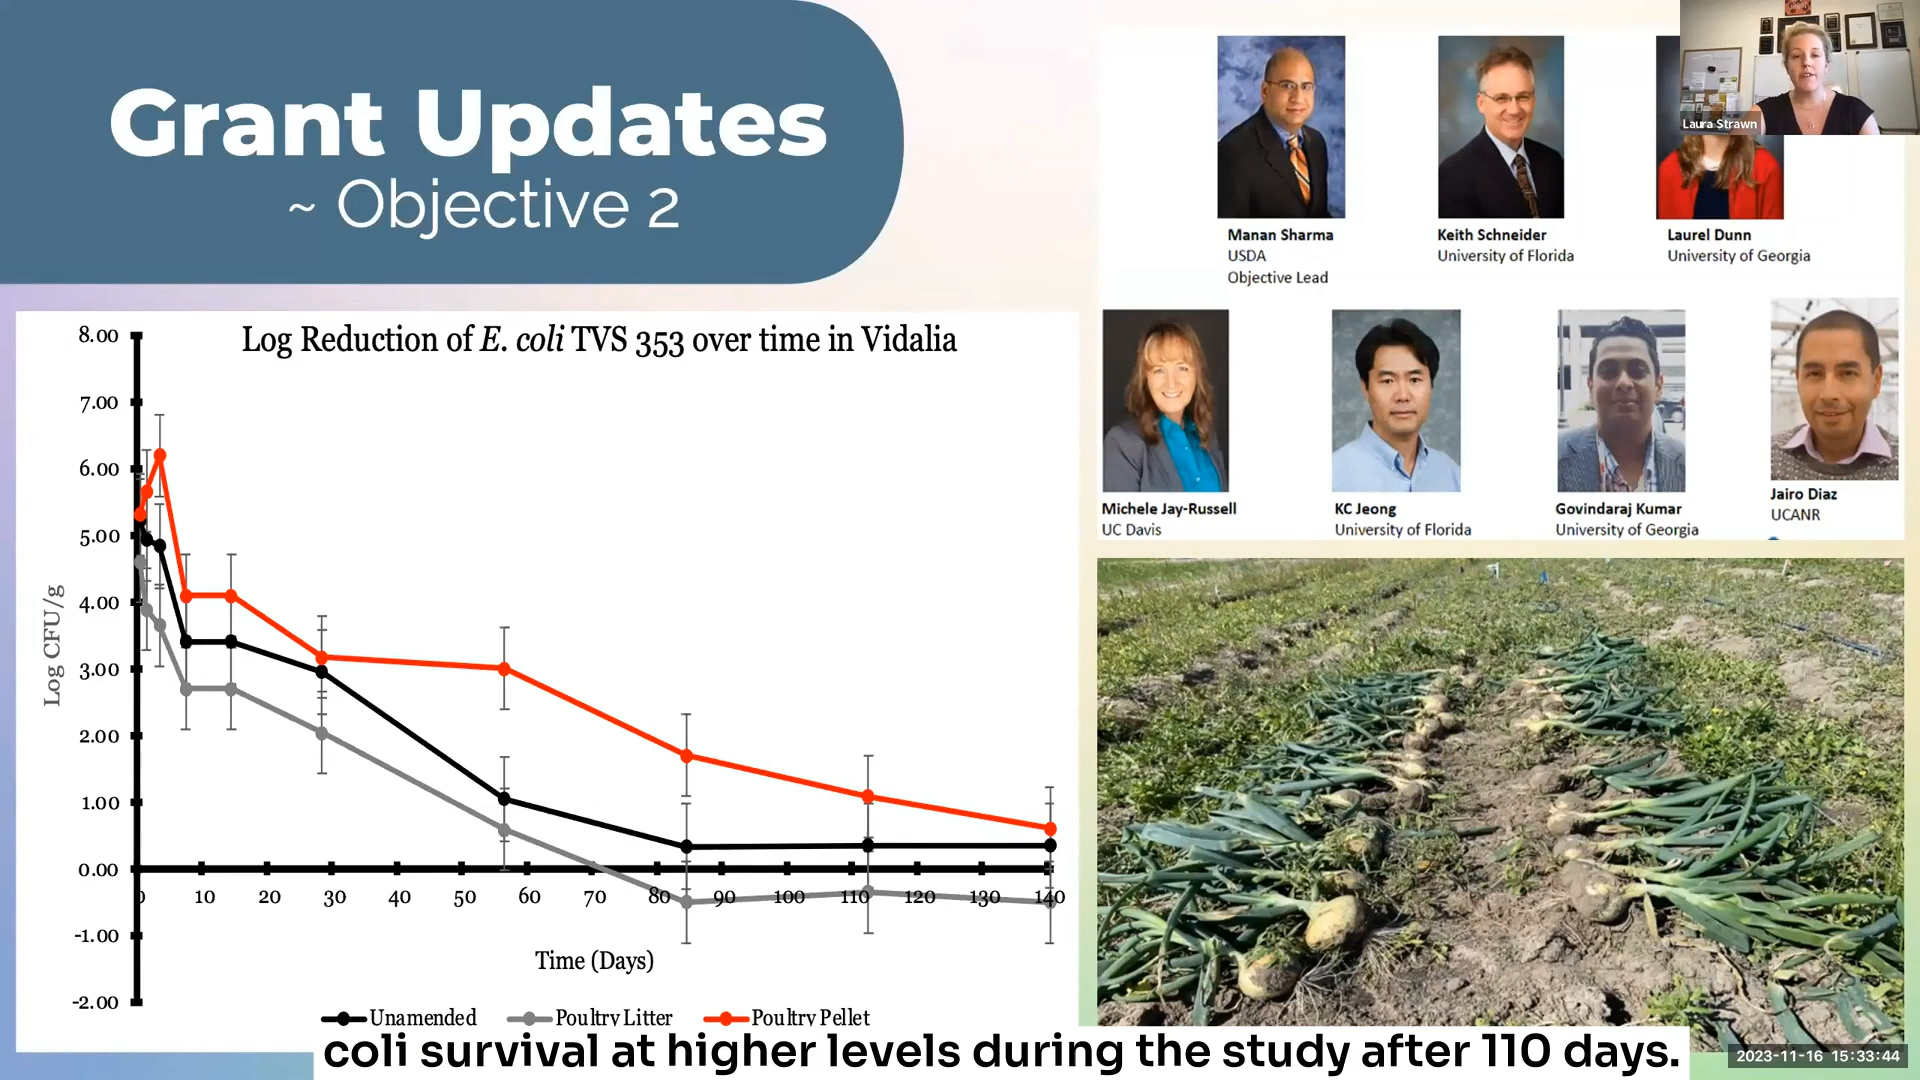 Grant Updates
~ Objective 2
Laura Strawn
Manan Sharma
USDA
Objective Lead
Keith Schneider
University of Florida
Laurel Dunn
University of Georgia
Michele Jay-Russell
UC Davis
KC Jeong
University of Florida
Govindaraj Kumar
University of Georgia
Jairo Diaz
UCANR
Log Reduction of E. coli TVS 353 over time in Vidalia
8.00
7.00
6.00
5.00
4.00
3.00
2.00
1.00
0.00
-1.00
-2.00
Log CFU/g
0 10 20 30 40 50 60 70 80 90 100 110 120 130 140
Time (Days)
Unamended Poultry Litter Poultry Pellet
coli survival at higher levels during the study after 110 days.
2023-11-16 15:33:44